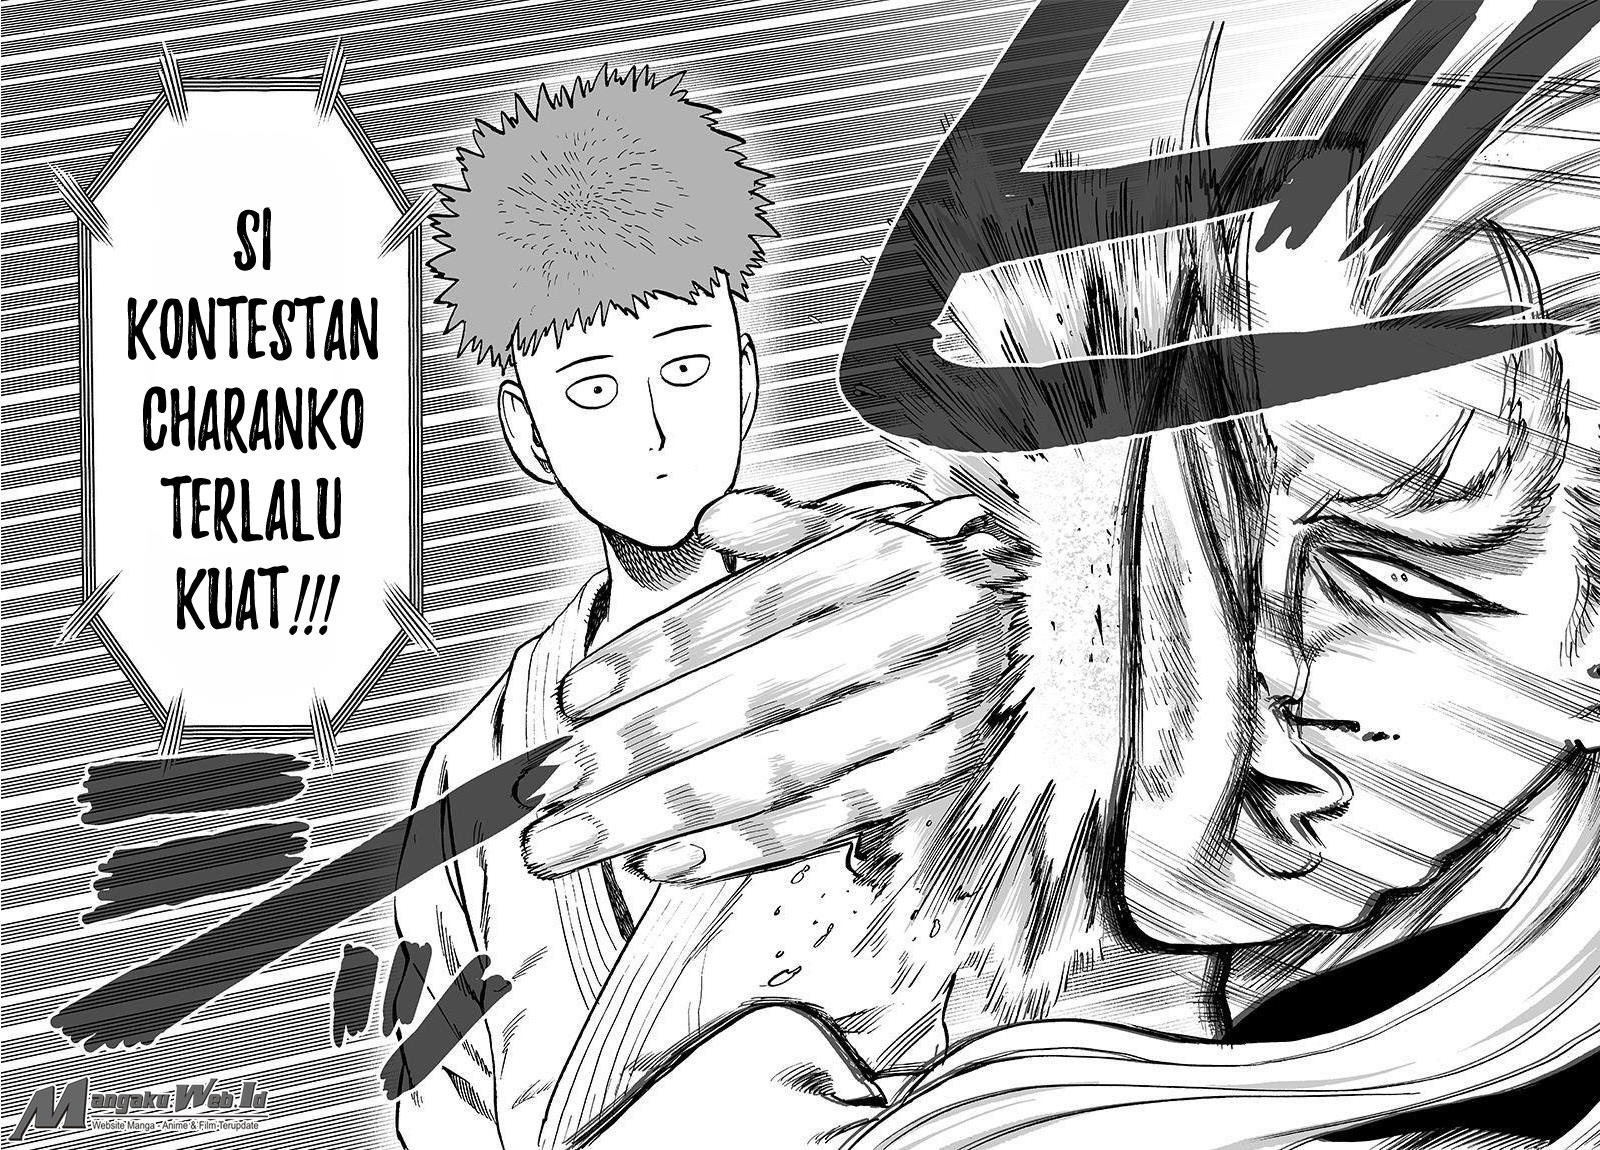 SI
KONTESTAN
CHARANKO
TERLALU
KUAT!!!
Mangaku.Web.Id
Website Manga - Anime & Film Terupdate